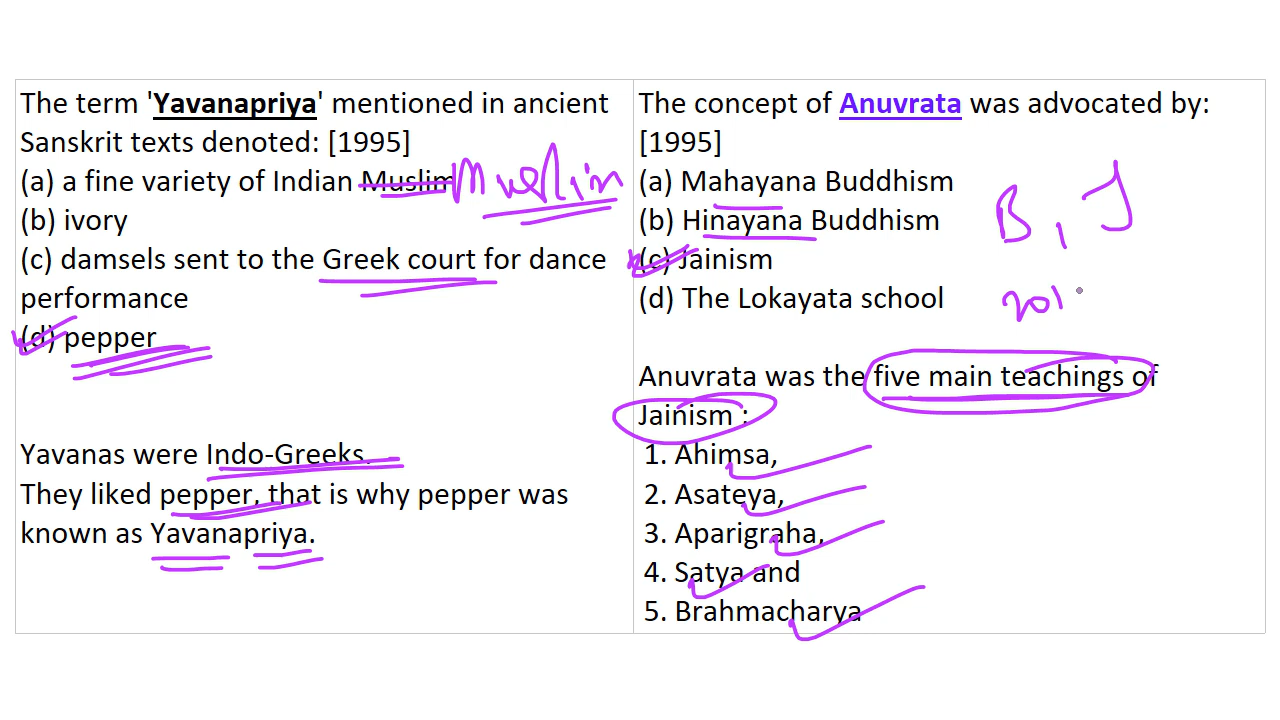 The term 'Yavanapriya' mentioned in ancient
Sanskrit texts denoted: [1995]
(a) a fine variety of Indian Muslim Muslin
(b) ivory
(c) damsels sent to the Greek court for dance
performance
(d) pepper
Yavanas were Indo-Greeks.
They liked pepper, that is why pepper was
known as Yavanapriya.
The concept of Anuvrata was advocated by:
[1995]
(a) Mahayana Buddhism
(b) Hinayana Buddhism
(c) Jainism
(d) The Lokayata school
B, J
201
Anuvrata was the five main teachings of
Jainism :
1. Ahimsa,
2. Asateya,
3. Aparigraha,
4. Satya and
5. Brahmacharya